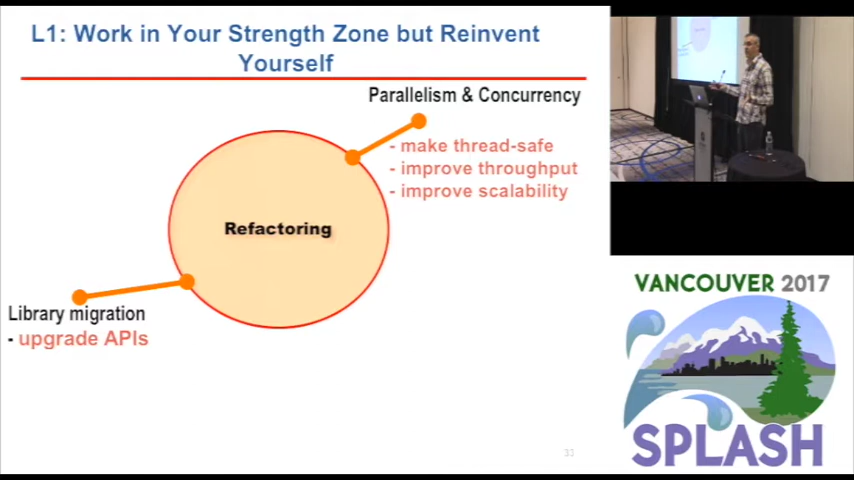 L1: Work in Your Strength Zone but Reinvent
Yourself
Parallelism & Concurrency
- make thread-safe
- improve throughput
- improve scalability
Refactoring
Library migration
- upgrade APIs
33
VANCOUVER 2017
SPLASH